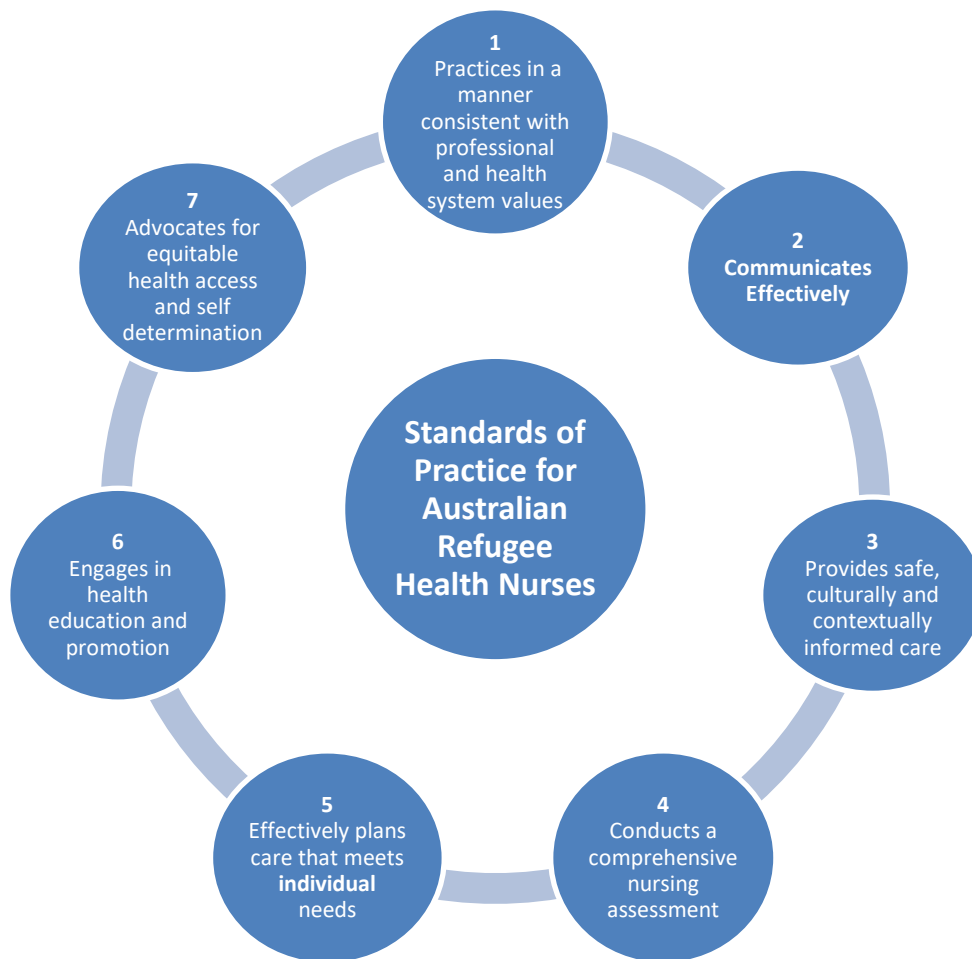 Standards of
Practice for
Australian
Refugee
Health Nurses
1
Practices in a
manner
consistent with
professional
and health
system values
2
Communicates
Effectively
3
Provides safe,
culturally and
contextually
informed care
4
Conducts a
comprehensive
nursing
assessment
5
Effectively plans
care that meets
individual
needs
6
Engages in
health
education and
promotion
7
Advocates for
equitable
health access
and self
determination